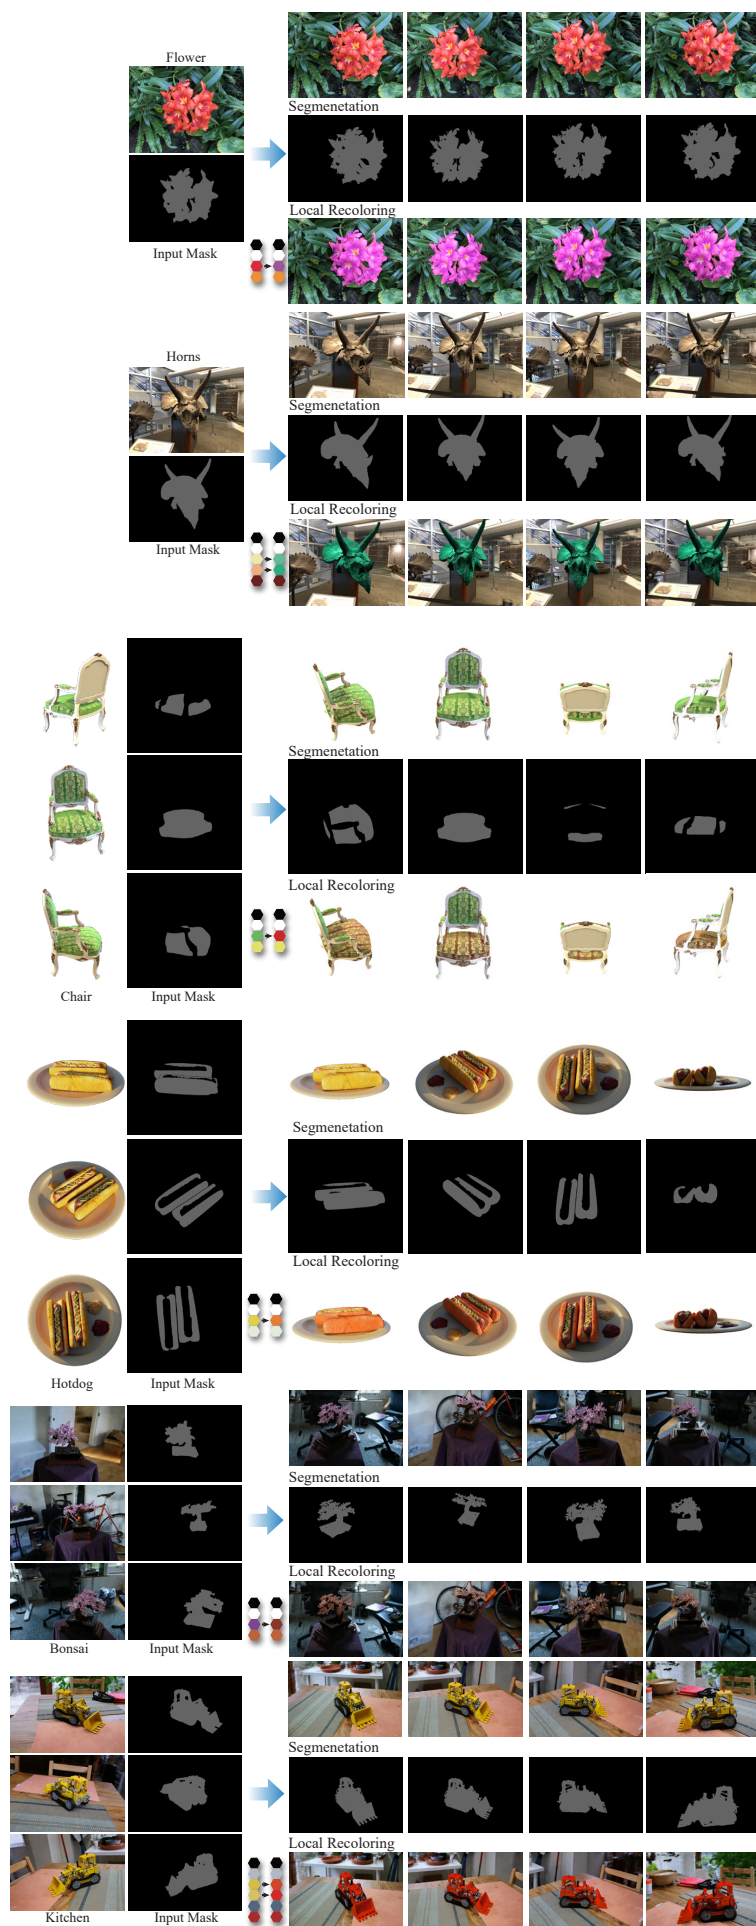 Flower
Segmenetation
Local Recoloring
Input Mask
Horns
Segmenetation
Local Recoloring
Input Mask
Segmenetation
Local Recoloring
Chair
Input Mask
Segmenetation
Local Recoloring
Hotdog
Input Mask
Segmenetation
Local Recoloring
Bonsai
Input Mask
Segmenetation
Local Recoloring
Kitchen
Input Mask